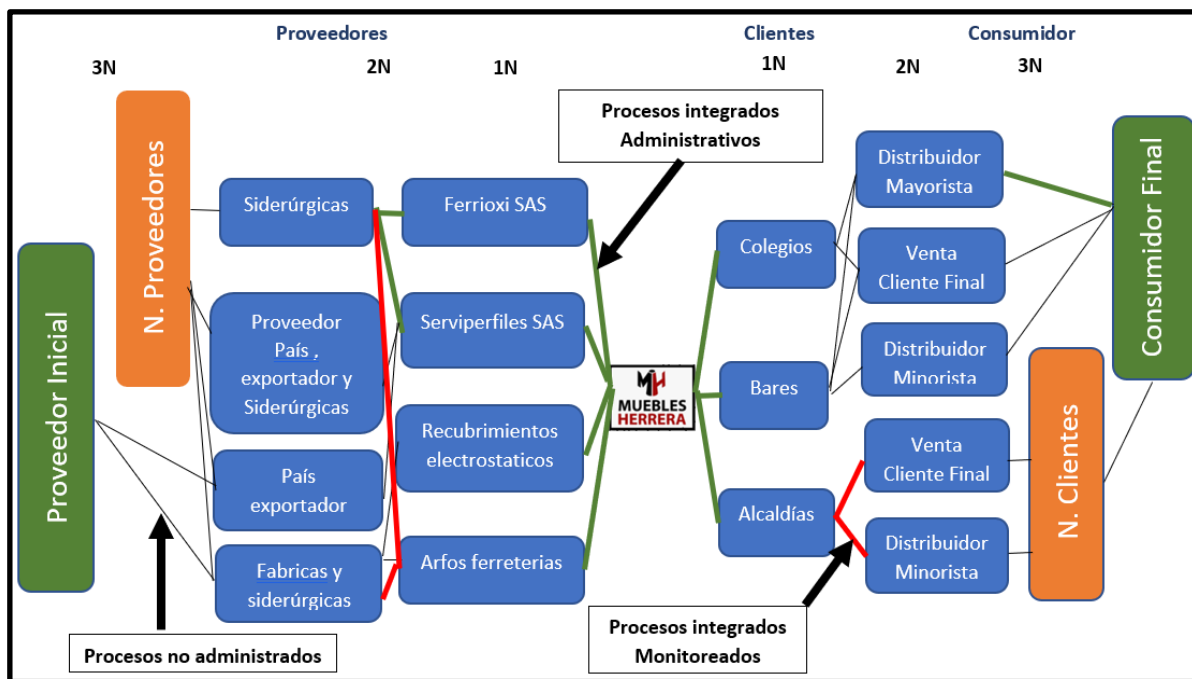 Proveedores
Clientes
Consumidor
3N
2N
1N
1N
2N
3N
Procesos integrados
Administrativos
N. Proveedores
Proveedor Inicial
Siderúrgicas
Proveedor
País ,
exportador y
Siderúrgicas
País
exportador
Fabricas y
siderúrgicas
Ferrioxi SAS
Serviperfiles SAS
Recubrimientos
electrostaticos
Arfos ferreterias
MH
MUEBLES
HERRERA
Colegios
Bares
Alcaldías
Distribuidor
Mayorista
Venta
Cliente Final
Distribuidor
Minorista
Venta
Cliente Final
Distribuidor
Minorista
Consumidor Final
N. Clientes
Procesos no administrados
Procesos integrados
Monitoreados